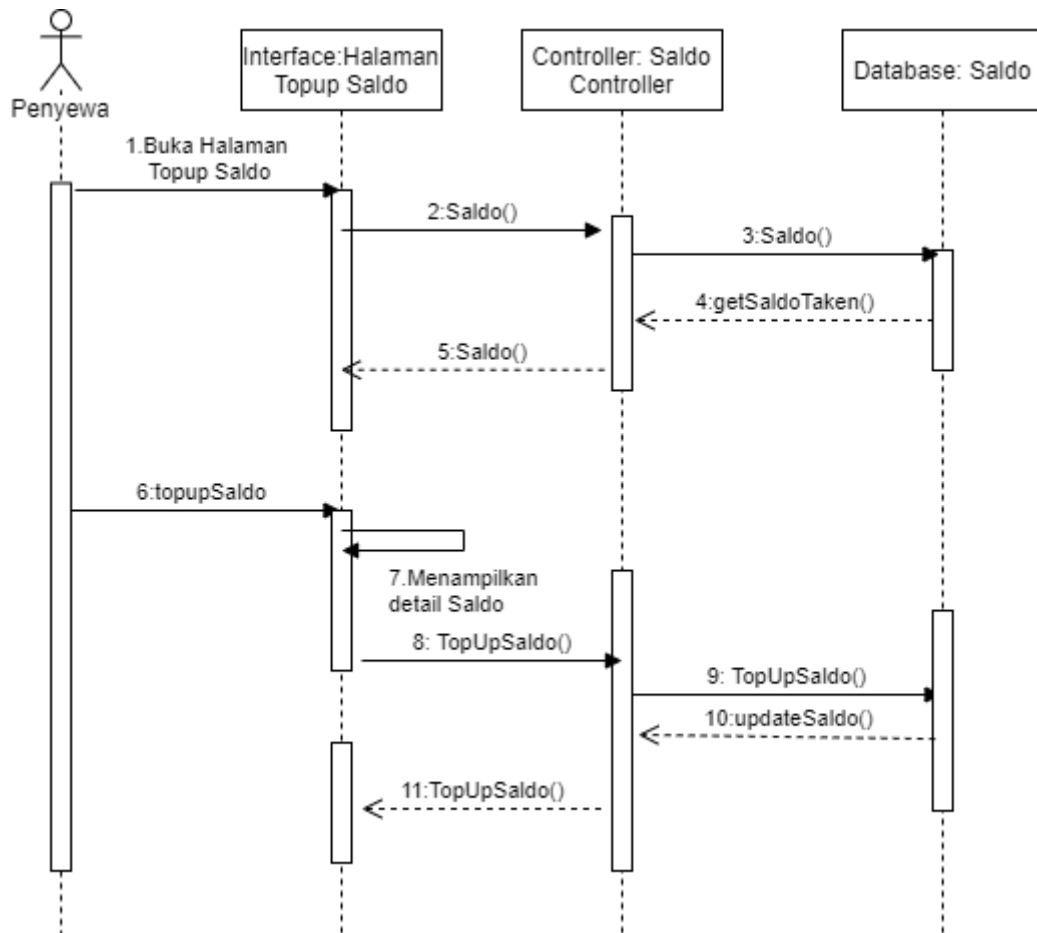 Penyewa
Interface:Halaman
Topup Saldo
Controller: Saldo
Controller
Database: Saldo
1.Buka Halaman
Topup Saldo
2:Saldo()
3:Saldo()
4:getSaldoTaken()
5:Saldo()
6:topupSaldo
7.Menampilkan
detail Saldo
8: TopUpSaldo()
9: TopUpSaldo()
10:updateSaldo()
11:TopUpSaldo()